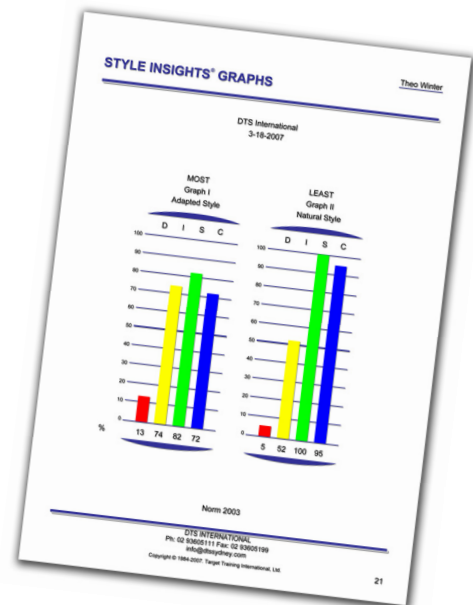 STYLE INSIGHTS® GRAPHS
Theo Winter
DTS International
3-18-2007
MOST
Graph I
Adapted Style
D I S C
100
90
80
70
60
50
40
30
20
10
0
%
13 74 82 72
LEAST
Graph II
Natural Style
D I S C
100
90
80
70
60
50
40
30
20
10
0
5 52 100 95
Norm 2003
DTS INTERNATIONAL
Ph: 02 93605111 Fax: 02 93605199
info@dtssydney.com
Copyright © 1984-2007. Target Training International, Ltd.
21